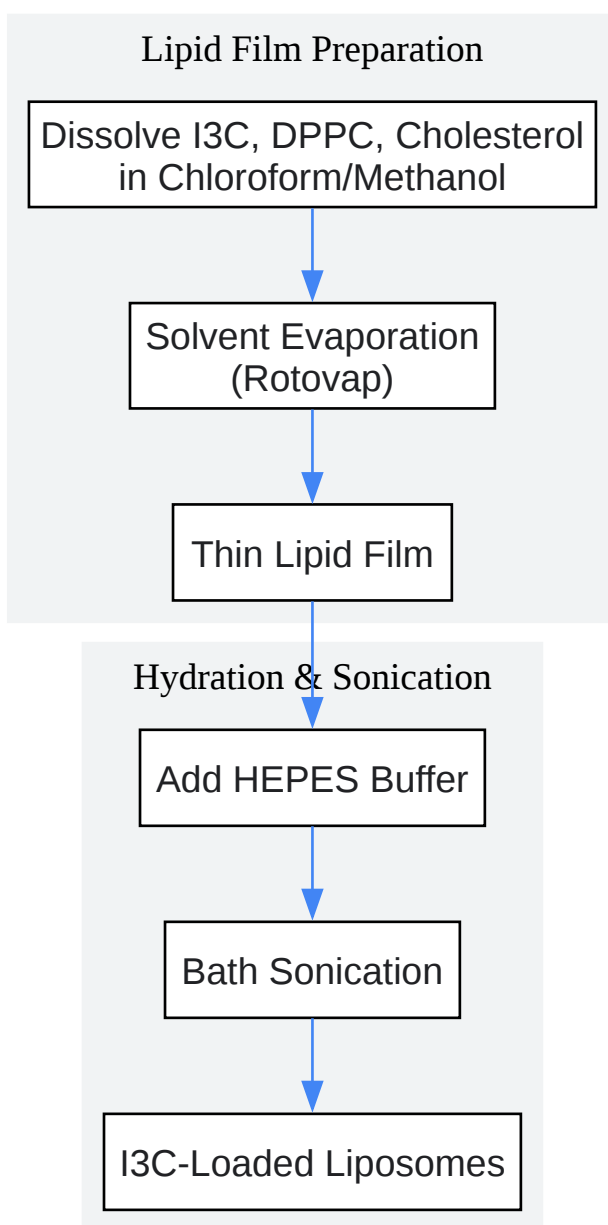 Lipid Film Preparation
Dissolve I3C, DPPC, Cholesterol
in Chloroform/Methanol
Solvent Evaporation
(Rotovap)
Thin Lipid Film
Hydration & Sonication
Add HEPES Buffer
Bath Sonication
I3C-Loaded Liposomes